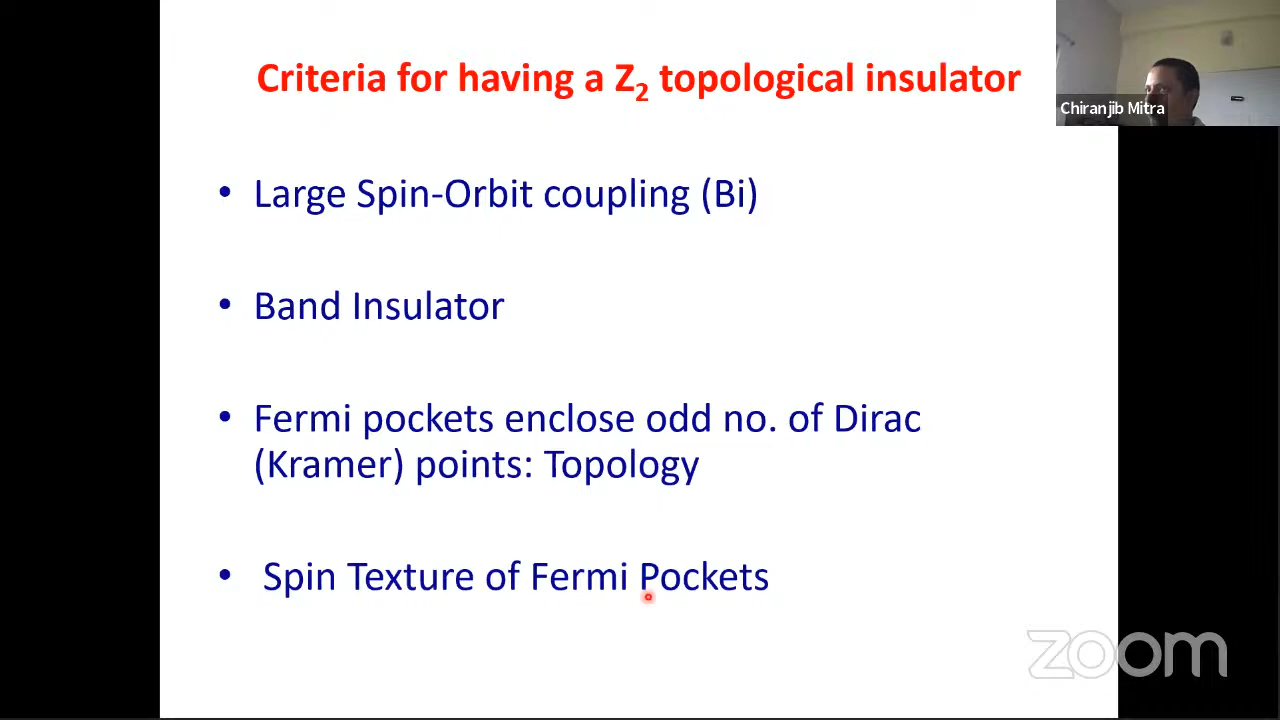 Criteria for having a Z₂ topological insulator
Chiranjib Mitra
• Large Spin-Orbit coupling (Bi)
• Band Insulator
• Fermi pockets enclose odd no. of Dirac
(Kramer) points: Topology
• Spin Texture of Fermi Pockets
zoom